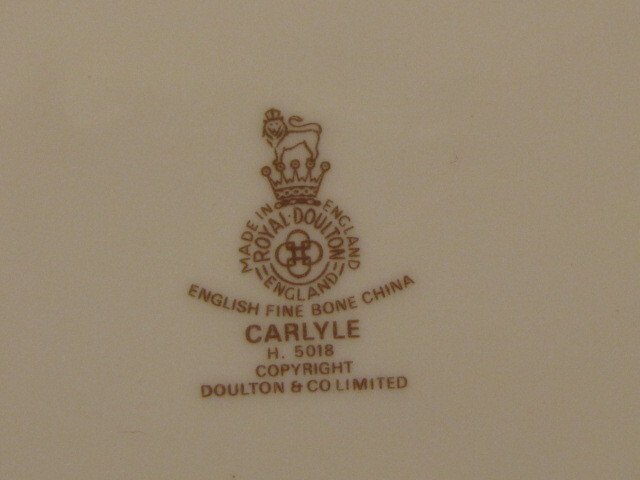 MADE IN ENGLAND
ROYAL·DOULTON
ENGLAND
ENGLISH FINE BONE CHINA
CARLYLE
H. 5018
COPYRIGHT
DOULTON & CO LIMITED